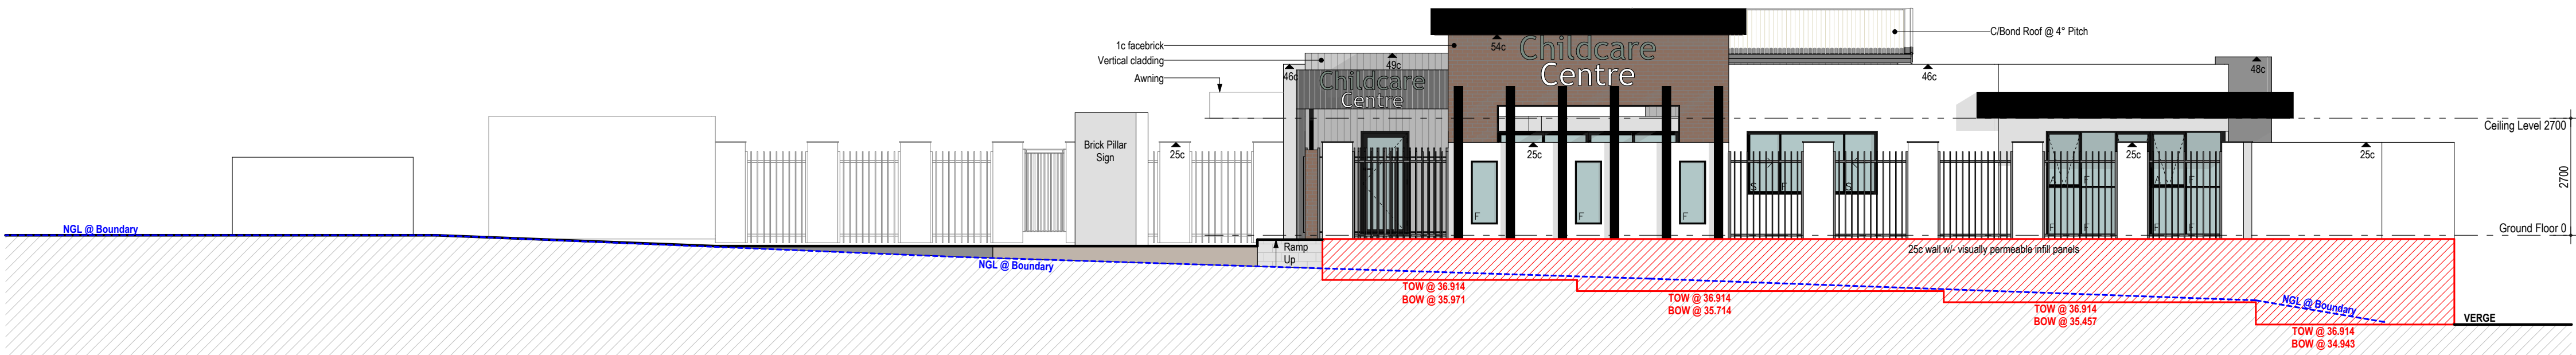 C/Bond Roof @ 4° Pitch
1c facebrick
54c
Childcare
Centre
Vertical cladding
49c
46c
46c
48c
Awning
Childcare
Centre
Ceiling Level 2700
Brick Pillar
Sign
25c
25c
25c
25c
2700
S
F
S
A
F
A
F
F
F
F
F
F
F
F
NGL @ Boundary
Ground Floor 0
Ramp
Up
25c wall w/- visually permeable infill panels
NGL @ Boundary
TOW @ 36.914
BOW @ 35.971
TOW @ 36.914
BOW @ 35.714
TOW @ 36.914
BOW @ 35.457
NGL @ Boundary
VERGE
TOW @ 36.914
BOW @ 34.943